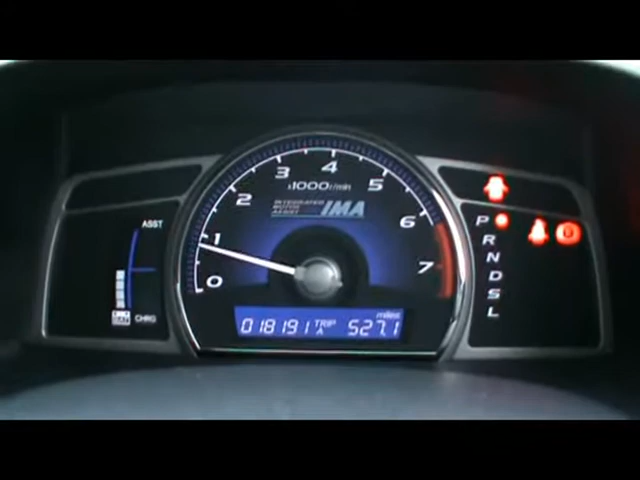 4
3
5
x1000r/min
2
6
INTEGRATED
MOTOR
ASSIST
IMA
1
7
0
ASST
CHRG
miles
018191 TRIP A 527.1
P
R
N
D
S
L